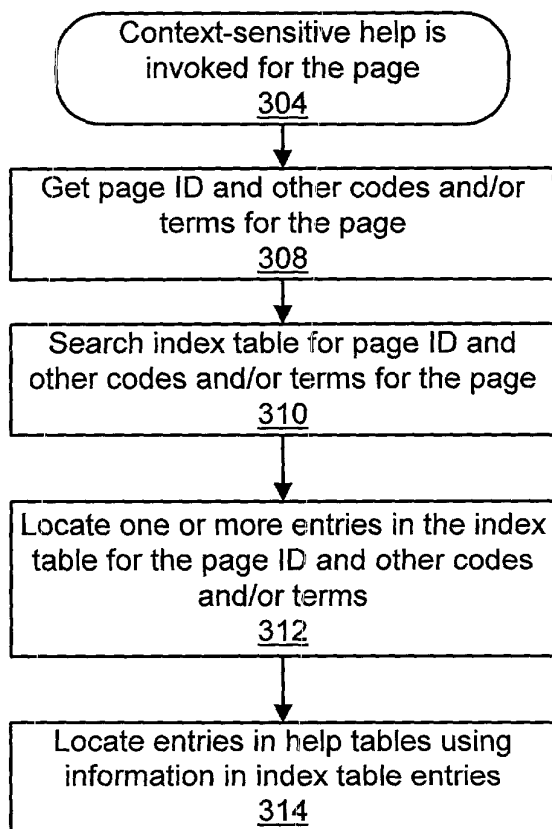 Context-sensitive help is
invoked for the page
304
Get page ID and other codes and/or
terms for the page
308
Search index table for page ID and
other codes and/or terms for the page
310
Locate one or more entries in the index
table for the page ID and other codes
and/or terms
312
Locate entries in help tables using
information in index table entries
314